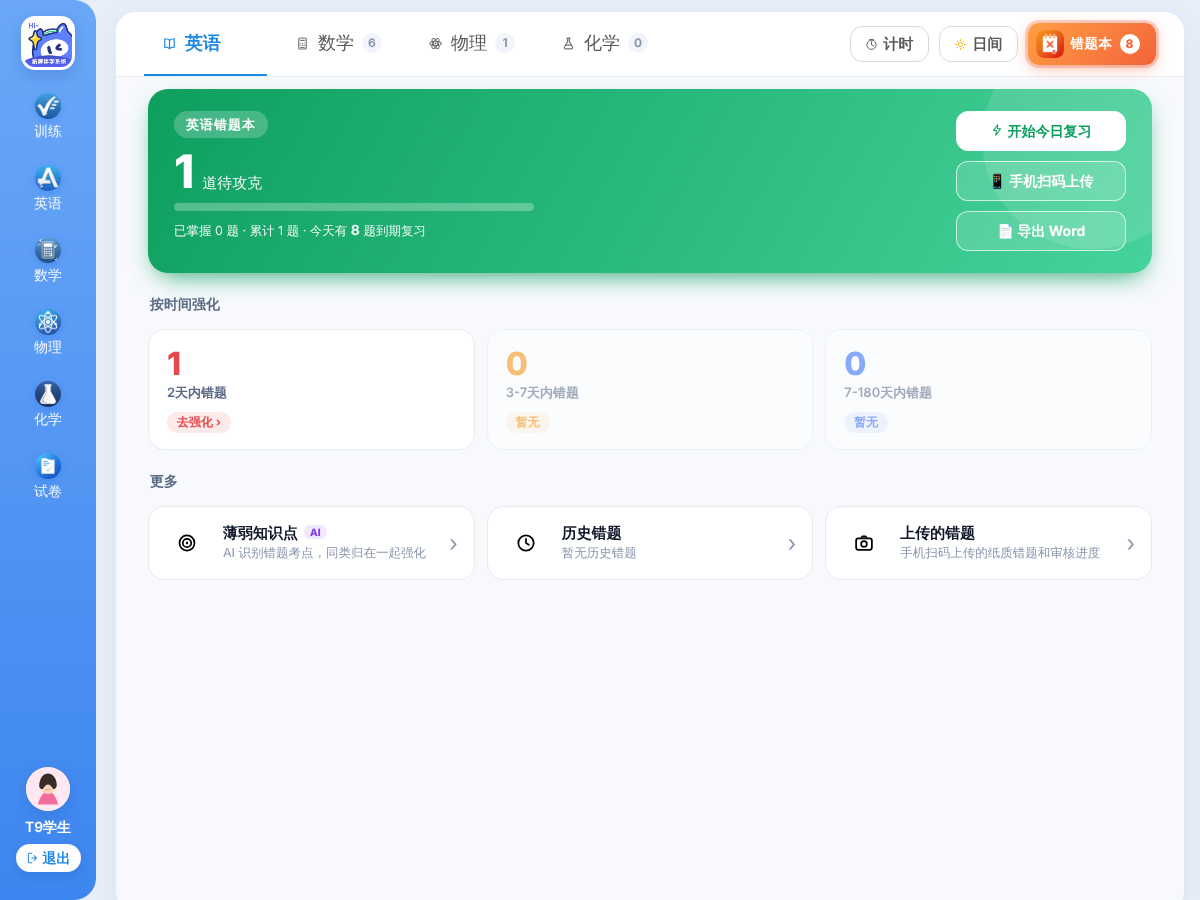 Hi~
训练
英语
数学
物理
化学
试卷
T9学生
退出
英语
数学 6
物理 1
化学 0
计时
日间
错题本 8
英语错题本
1 道待攻克
已掌握 0 题 · 累计 1 题 · 今天有 8 题到期复习
开始今日复习
手机扫码上传
导出 Word
按时间强化
1
2天内错题
去强化 ›
0
3-7天内错题
暂无
0
7-180天内错题
暂无
更多
薄弱知识点 AI
AI 识别错题考点，同类归在一起强化
历史错题
暂无历史错题
上传的错题
手机扫码上传的纸质错题和审核进度